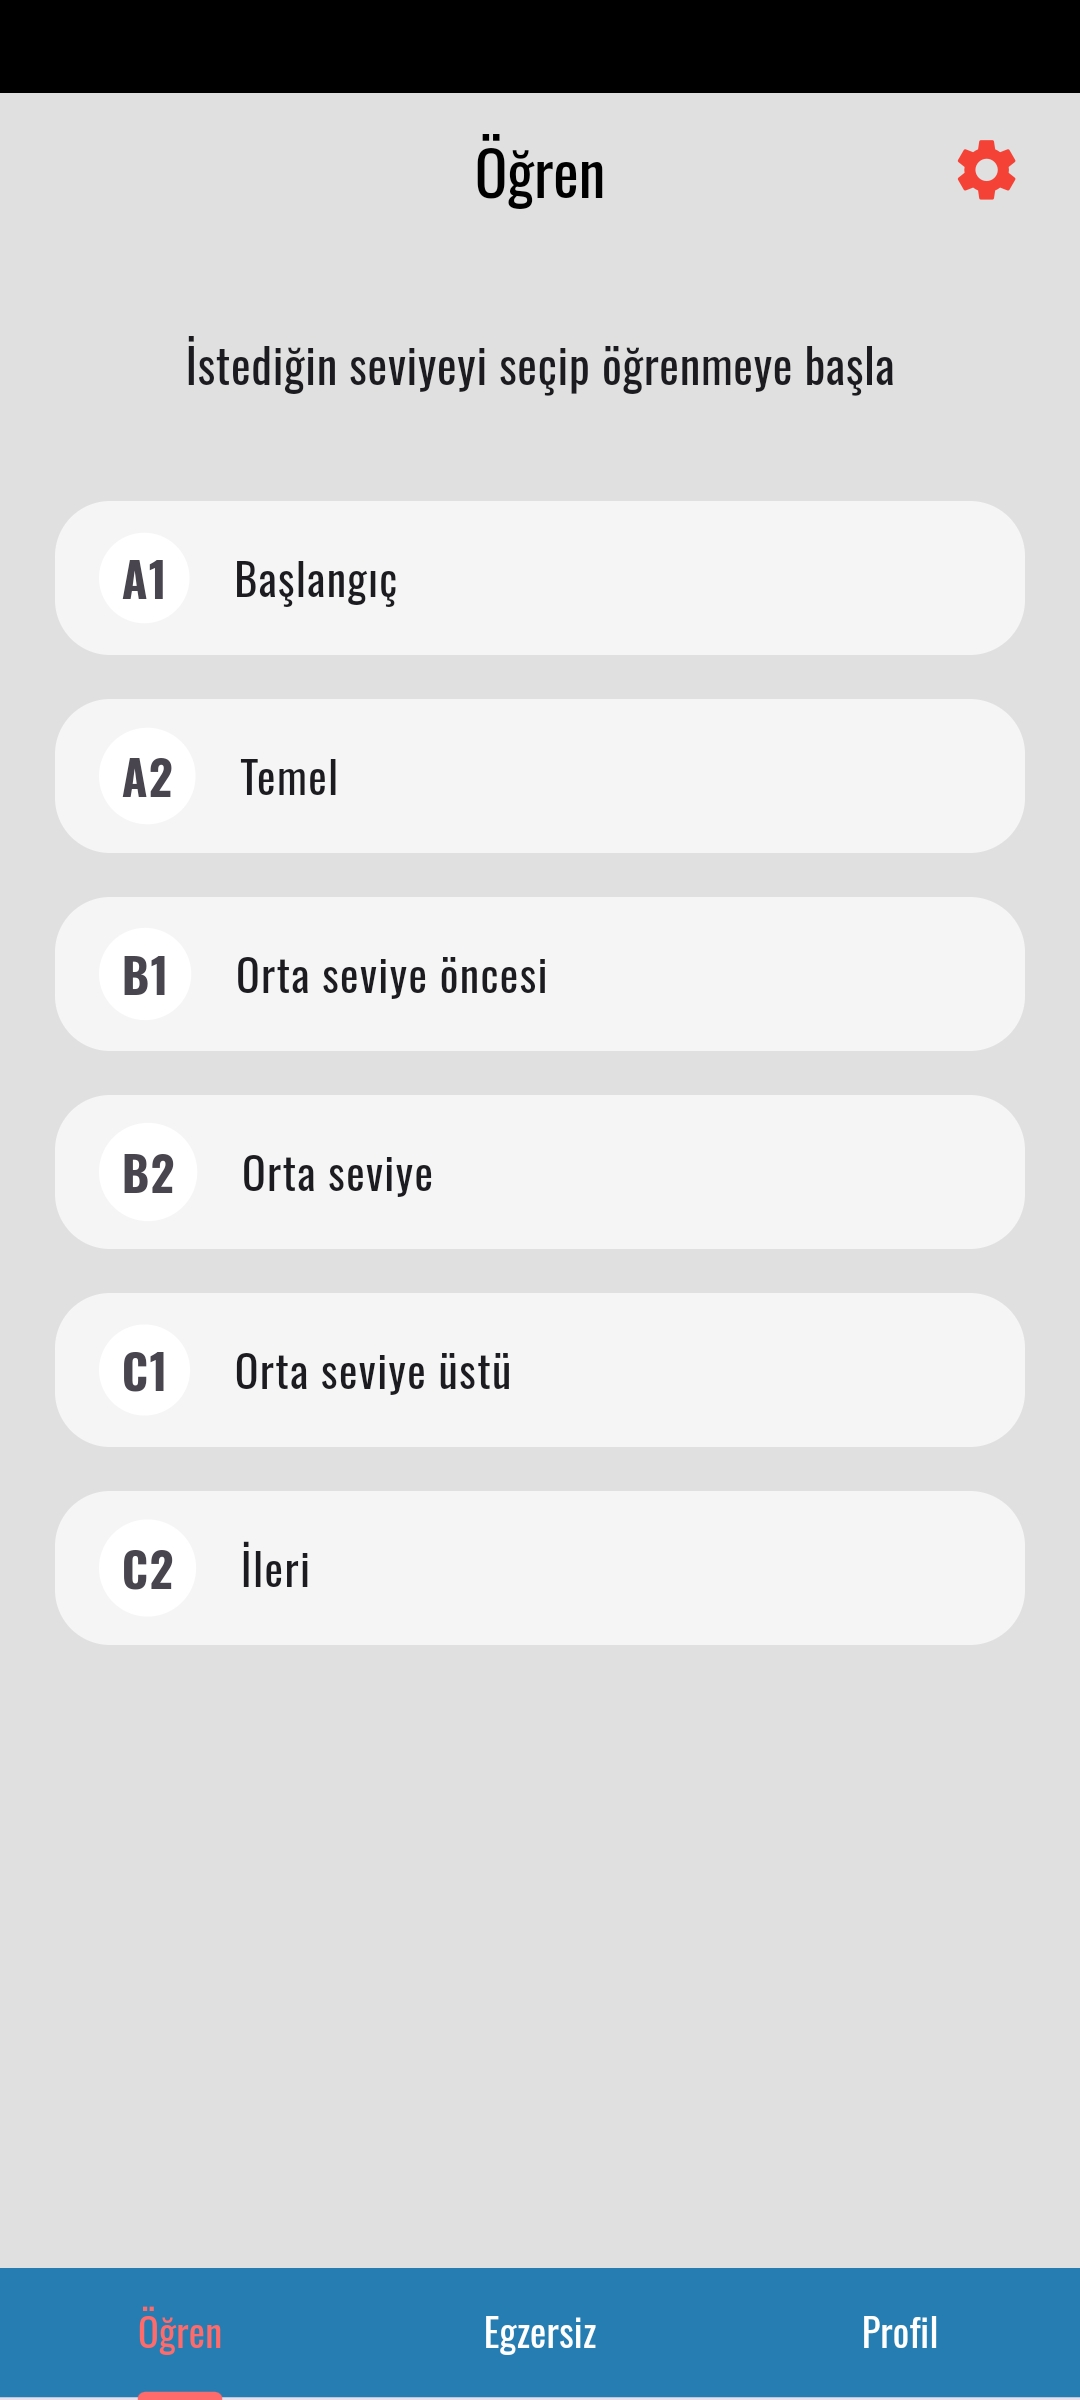 Öğren
İstediğin seviyeyi seçip öğrenmeye başla
A1 Başlangıç
A2 Temel
B1 Orta seviye öncesi
B2 Orta seviye
C1 Orta seviye üstü
C2 İleri
Öğren Egzersiz Profil